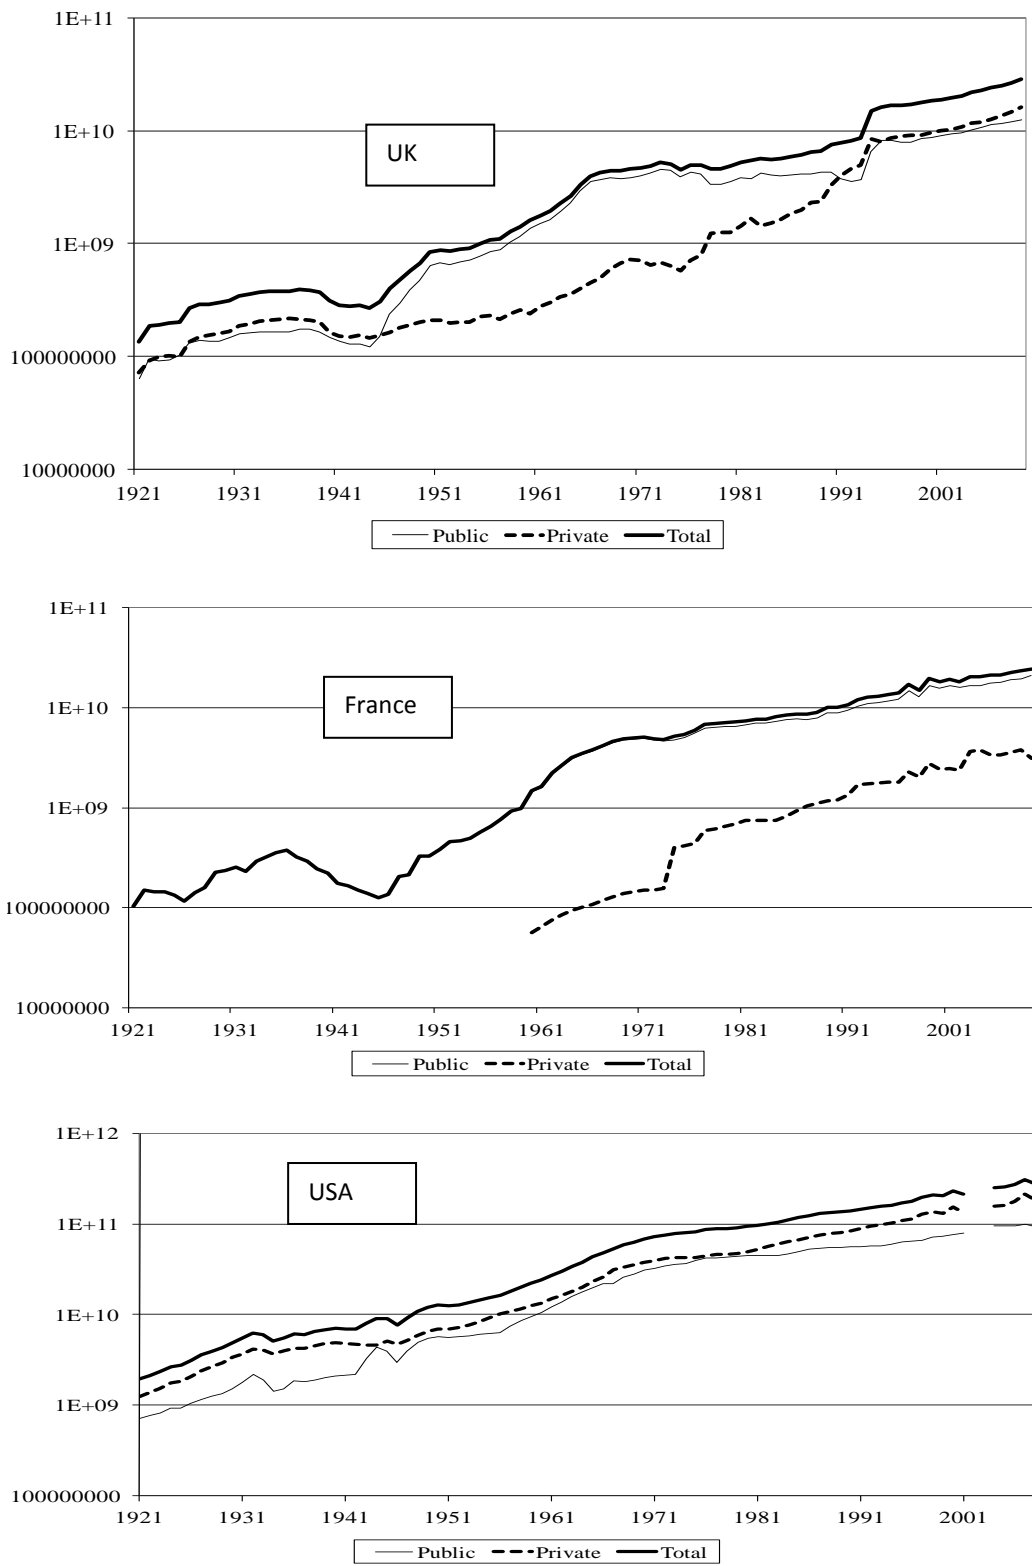 1E+11
UK
1E+10
1E+09
100000000
10000000
1921 1931 1941 1951 1961 1971 1981 1991 2001
Public Private Total
1E+11
France
1E+10
1E+09
100000000
10000000
1921 1931 1941 1951 1961 1971 1981 1991 2001
Public Private Total
1E+12
USA
1E+11
1E+10
1E+09
100000000
1921 1931 1941 1951 1961 1971 1981 1991 2001
Public Private Total